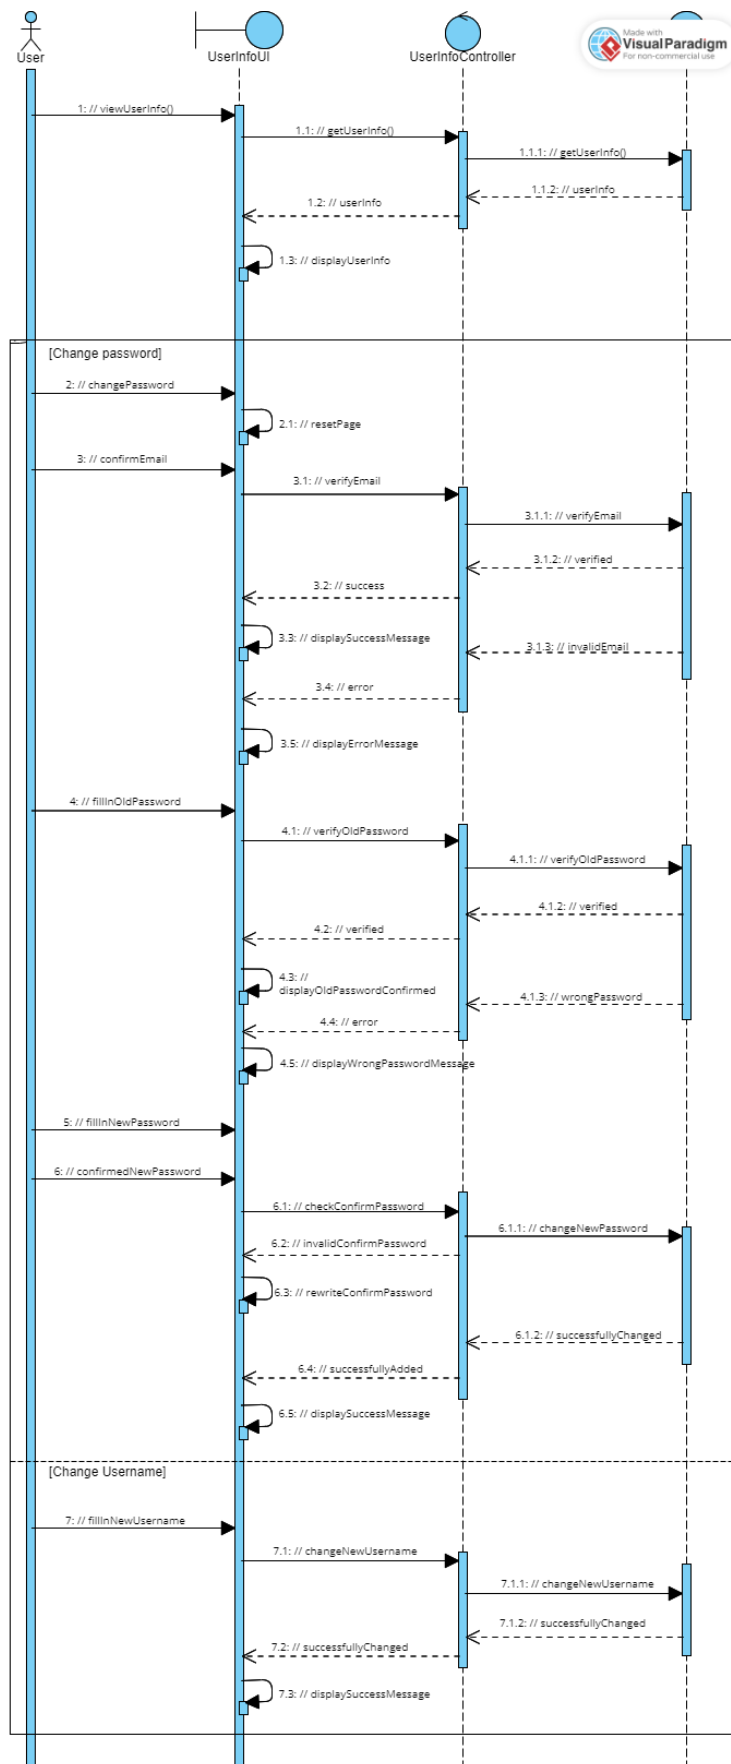 Made with
Visual Paradigm
For non-commercial use
User
UserInfoUI
UserInfoController
1: // viewUserInfo()
1.1: // getUserInfo()
1.1.1: // getUserInfo()
1.1.2: // userInfo
1.2: // userInfo
1.3: // displayUserInfo
[Change password]
2: // changePassword
2.1: // resetPage
3: // confirmEmail
3.1: // verifyEmail
3.1.1: // verifyEmail
3.1.2: // verified
3.2: // success
3.3: // displaySuccessMessage
3.1.3: // invalidEmail
3.4: // error
3.5: // displayErrorMessage
4: // fillInOldPassword
4.1: // verifyOldPassword
4.1.1: // verifyOldPassword
4.1.2: // verified
4.2: // verified
4.3: //
displayOldPasswordConfirmed
4.1.3: // wrongPassword
4.4: // error
4.5: // displayWrongPasswordMessage
5: // fillInNewPassword
6: // confirmedNewPassword
6.1: // checkConfirmPassword
6.1.1: // changeNewPassword
6.2: // invalidConfirmPassword
6.3: // rewriteConfirmPassword
6.1.2: // successfullyChanged
6.4: // successfullyAdded
6.5: // displaySuccessMessage
[Change Username]
7: // fillInNewUsername
7.1: // changeNewUsername
7.1.1: // changeNewUsername
7.1.2: // successfullyChanged
7.2: // successfullyChanged
7.3: // displaySuccessMessage